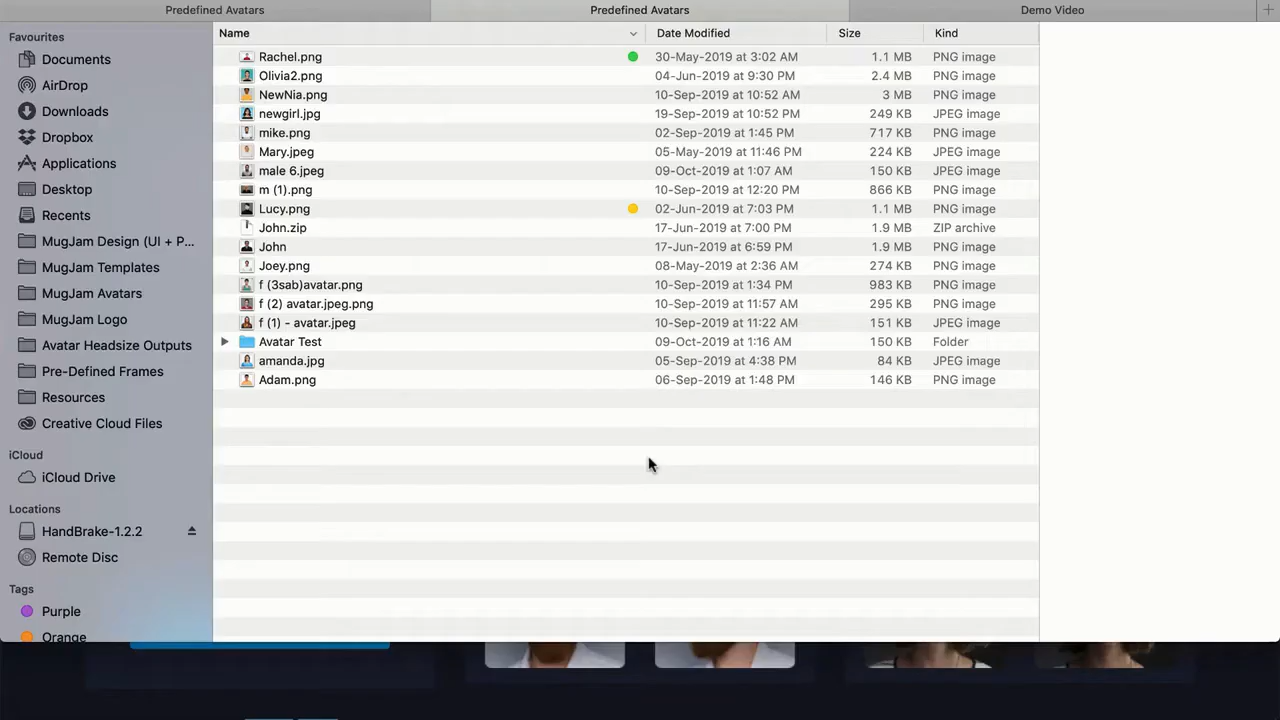 Predefined Avatars Predefined Avatars Demo Video
Favourites
Documents
AirDrop
Downloads
Dropbox
Applications
Desktop
Recents
MugJam Design (UI + P...
MugJam Templates
MugJam Avatars
MugJam Logo
Avatar Headsize Outputs
Pre-Defined Frames
Resources
Creative Cloud Files
iCloud
iCloud Drive
Locations
HandBrake-1.2.2
Remote Disc
Tags
Purple
Orange
Name Date Modified Size Kind
Rachel.png 30-May-2019 at 3:02 AM 1.1 MB PNG image
Olivia2.png 04-Jun-2019 at 9:30 PM 2.4 MB PNG image
NewNia.png 10-Sep-2019 at 10:52 AM 3 MB PNG image
newgirl.jpg 19-Sep-2019 at 10:52 PM 249 KB JPEG image
mike.png 02-Sep-2019 at 1:45 PM 717 KB PNG image
Mary.jpeg 05-May-2019 at 11:46 PM 224 KB JPEG image
male 6.jpeg 09-Oct-2019 at 1:07 AM 150 KB PNG image
m (1).png 10-Sep-2019 at 12:20 PM 866 KB PNG image
Lucy.png 02-Jun-2019 at 7:03 PM 1.1 MB PNG image
John.zip 17-Jun-2019 at 7:00 PM 1.9 MB ZIP archive
John 17-Jun-2019 at 6:59 PM 1.9 MB PNG image
Joey.png 08-May-2019 at 2:36 AM 274 KB PNG image
f (3sab)avatar.png 10-Sep-2019 at 1:34 PM 983 KB PNG image
f (2) avatar.jpeg.png 10-Sep-2019 at 11:57 AM 295 KB PNG image
f (1) - avatar.jpeg 10-Sep-2019 at 11:22 AM 151 KB JPEG image
Avatar Test 09-Oct-2019 at 1:16 AM 150 KB Folder
amanda.jpg 05-Sep-2019 at 4:38 PM 84 KB JPEG image
Adam.png 06-Sep-2019 at 1:48 PM 146 KB PNG image